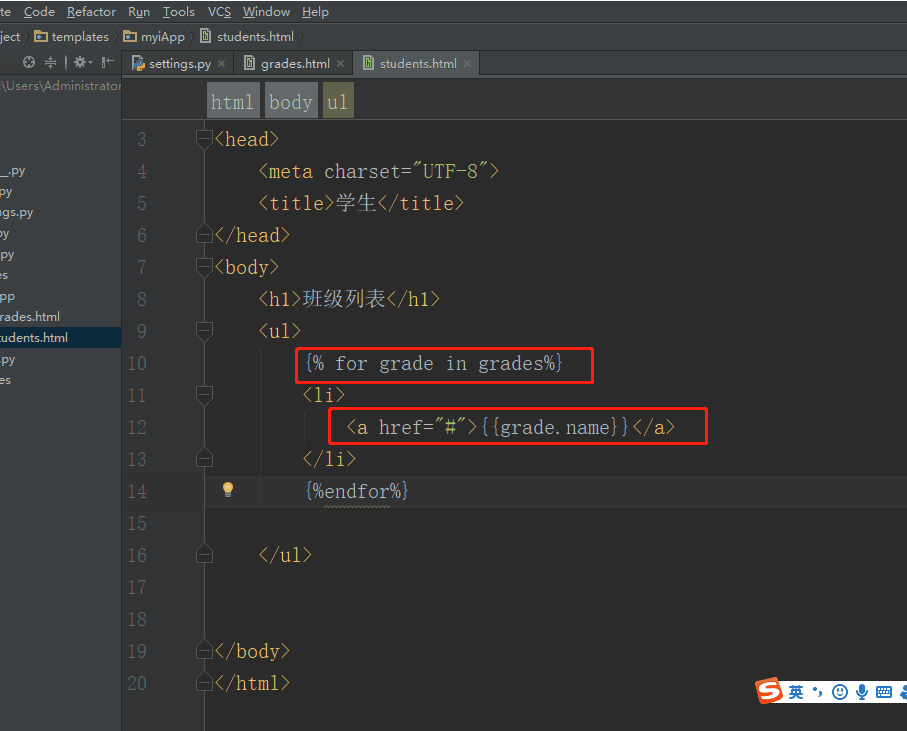 te Code Refactor Run Tools VCS Window Help
ject templates myiApp students.html
settings.py × grades.html × students.html ×
:\Users\Administrator
html body ul
__.py
py
ngs.py
py
py
es
pp
rades.html
tudents.html
.py
es
3 <head>
4 <meta charset="UTF-8">
5 <title>学生</title>
6 </head>
7 <body>
8 <h1>班级列表</h1>
9 <ul>
10 {% for grade in grades%}
11 <li>
12 <a href="#">{{grade.name}}</a>
13 </li>
14 {%endfor%}
15
16 </ul>
17
18
19 </body>
20 </html>
S 英